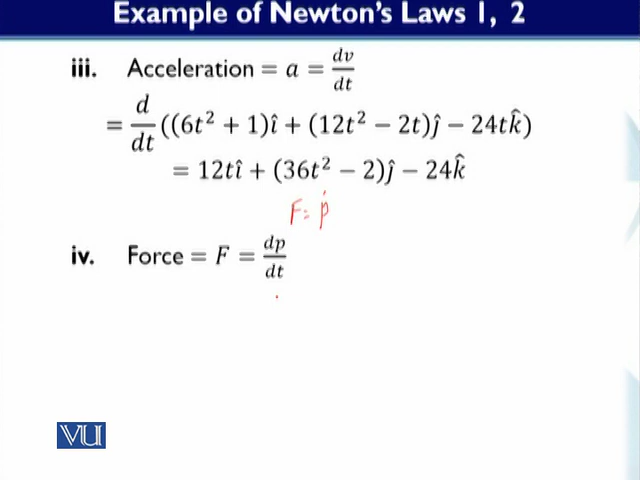 Example of Newton's Laws 1, 2
iii. Acceleration = a = dv/dt
= d/dt ((6t² + 1)î + (12t² − 2t)ĵ − 24tk̂)
= 12tî + (36t² − 2)ĵ − 24k̂
F = ṗ
iv. Force = F = dp/dt
VU